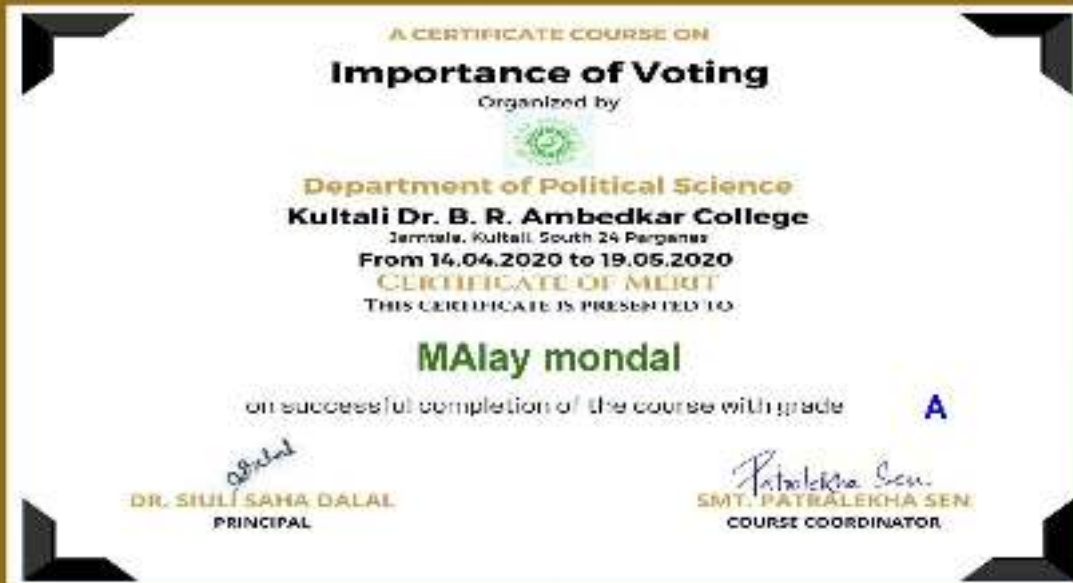 A CERTIFICATE COURSE ON
Importance of Voting
Organized by
Department of Political Science
Kultali Dr. B. R. Ambedkar College
Jamtala, Kultali, South 24 Parganas
From 14.04.2020 to 19.05.2020
CERTIFICATE OF MERIT
THIS CERTIFICATE IS PRESENTED TO
MAlay mondal
on successful completion of the course with grade A
Patralekha Sen.
DR. SIULI SAHA DALAL SMT. PATRALEKHA SEN
PRINCIPAL COURSE COORDINATOR